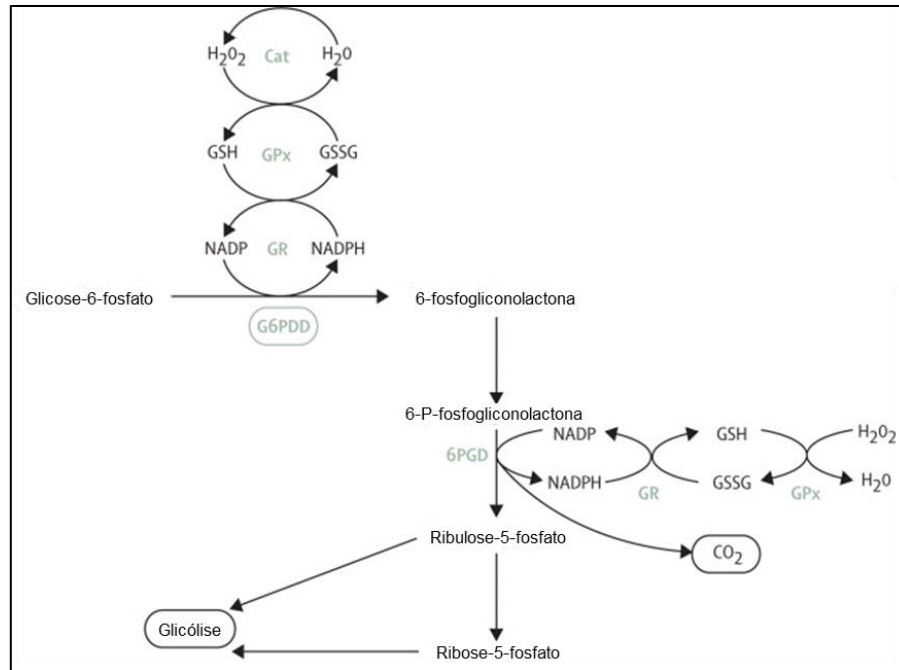 H2O2 Cat H2O
GSH GPx GSSG
NADP GR NADPH
Glicose-6-fosfato 6-fosfogliconolactona
G6PDD
6-P-fosfogliconolactona
NADP GSH H2O2
6PGD
NADPH GR GSSG GPx H2O
Ribulose-5-fosfato
CO2
Glicólise
Ribose-5-fosfato